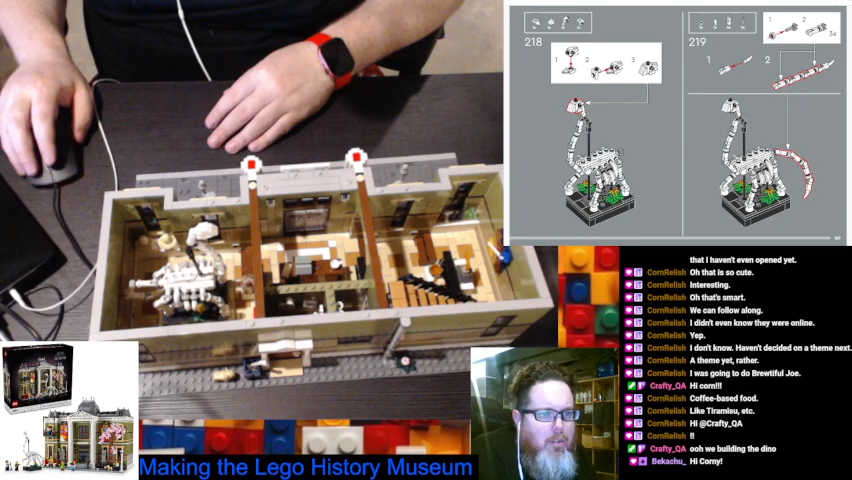 218
1
2
3
219
1
2
3x
1
2
that I haven't even opened yet.
CornRelish Oh that is so cute.
CornRelish Interesting.
CornRelish Oh that's smart.
CornRelish We can follow along.
CornRelish I didn't even know they were online.
CornRelish Yep.
CornRelish I don't know. Haven't decided on a theme next.
CornRelish A theme yet, rather.
CornRelish I was going to do Brewtiful Joe.
Crafty_QA Hi corn!!!
CornRelish Coffee-based food.
CornRelish Like Tiramisu, etc.
CornRelish Hi @Crafty_QA
CornRelish !!
Crafty_QA ooh we building the dino
Bekachu_ Hi Corny!
Making the Lego History Museum